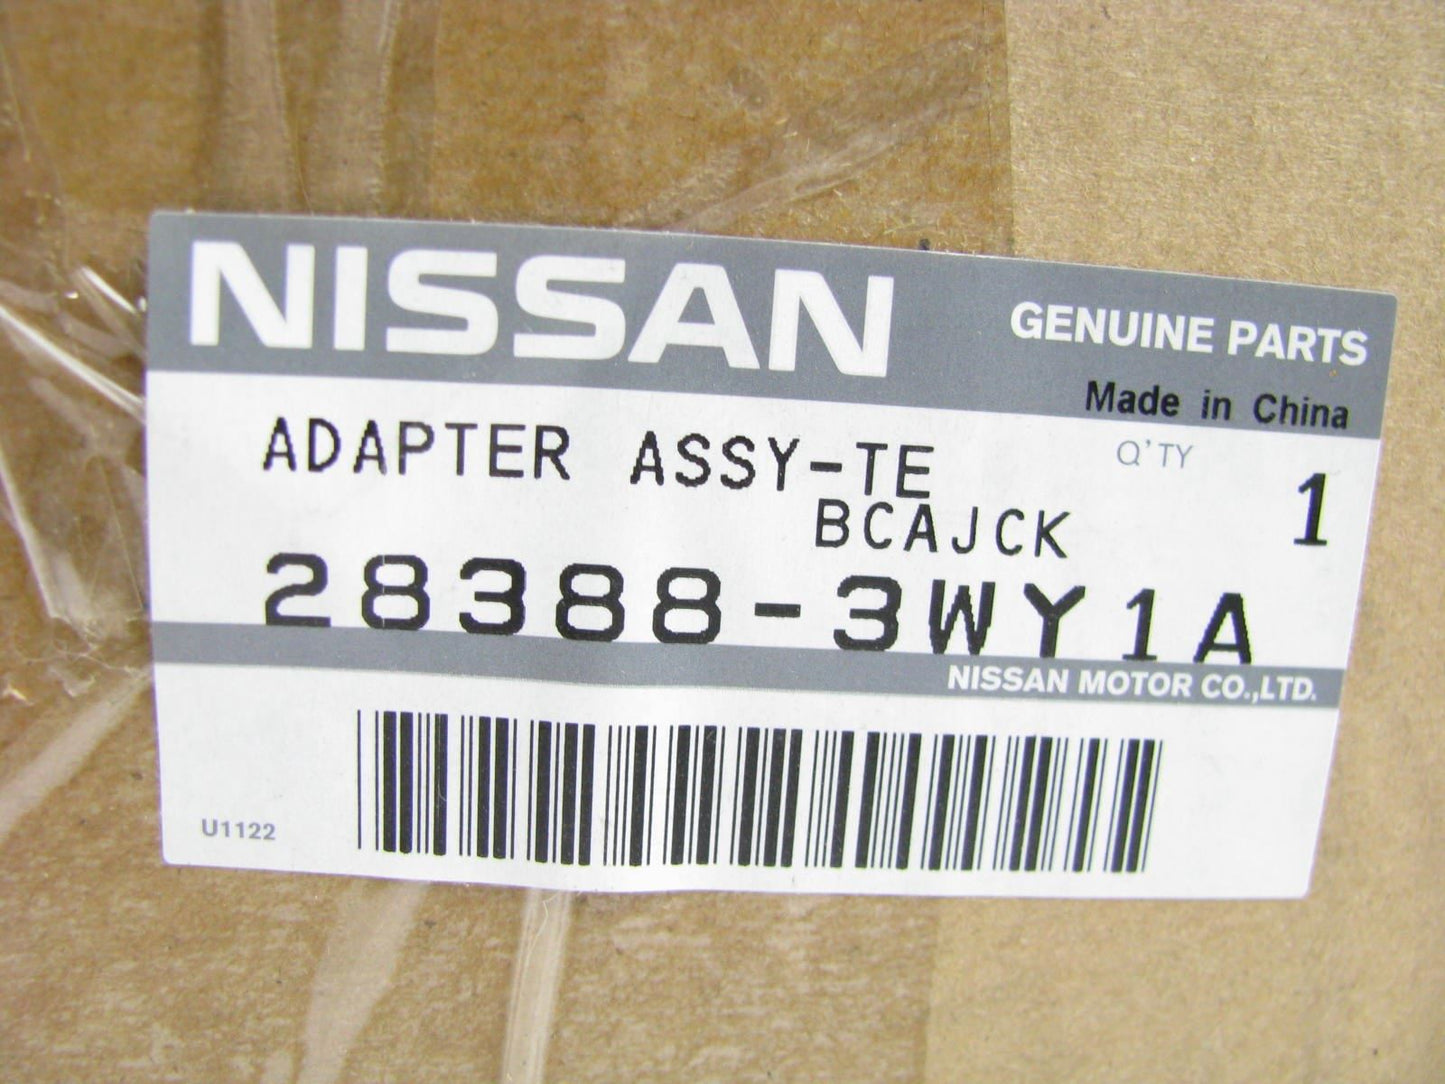 NISSAN
GENUINE PARTS
Made in China
ADAPTER ASSY-TE
Q'TY
BCAJCK
1
28388-3WY1A
NISSAN MOTOR CO.,LTD.
U1122